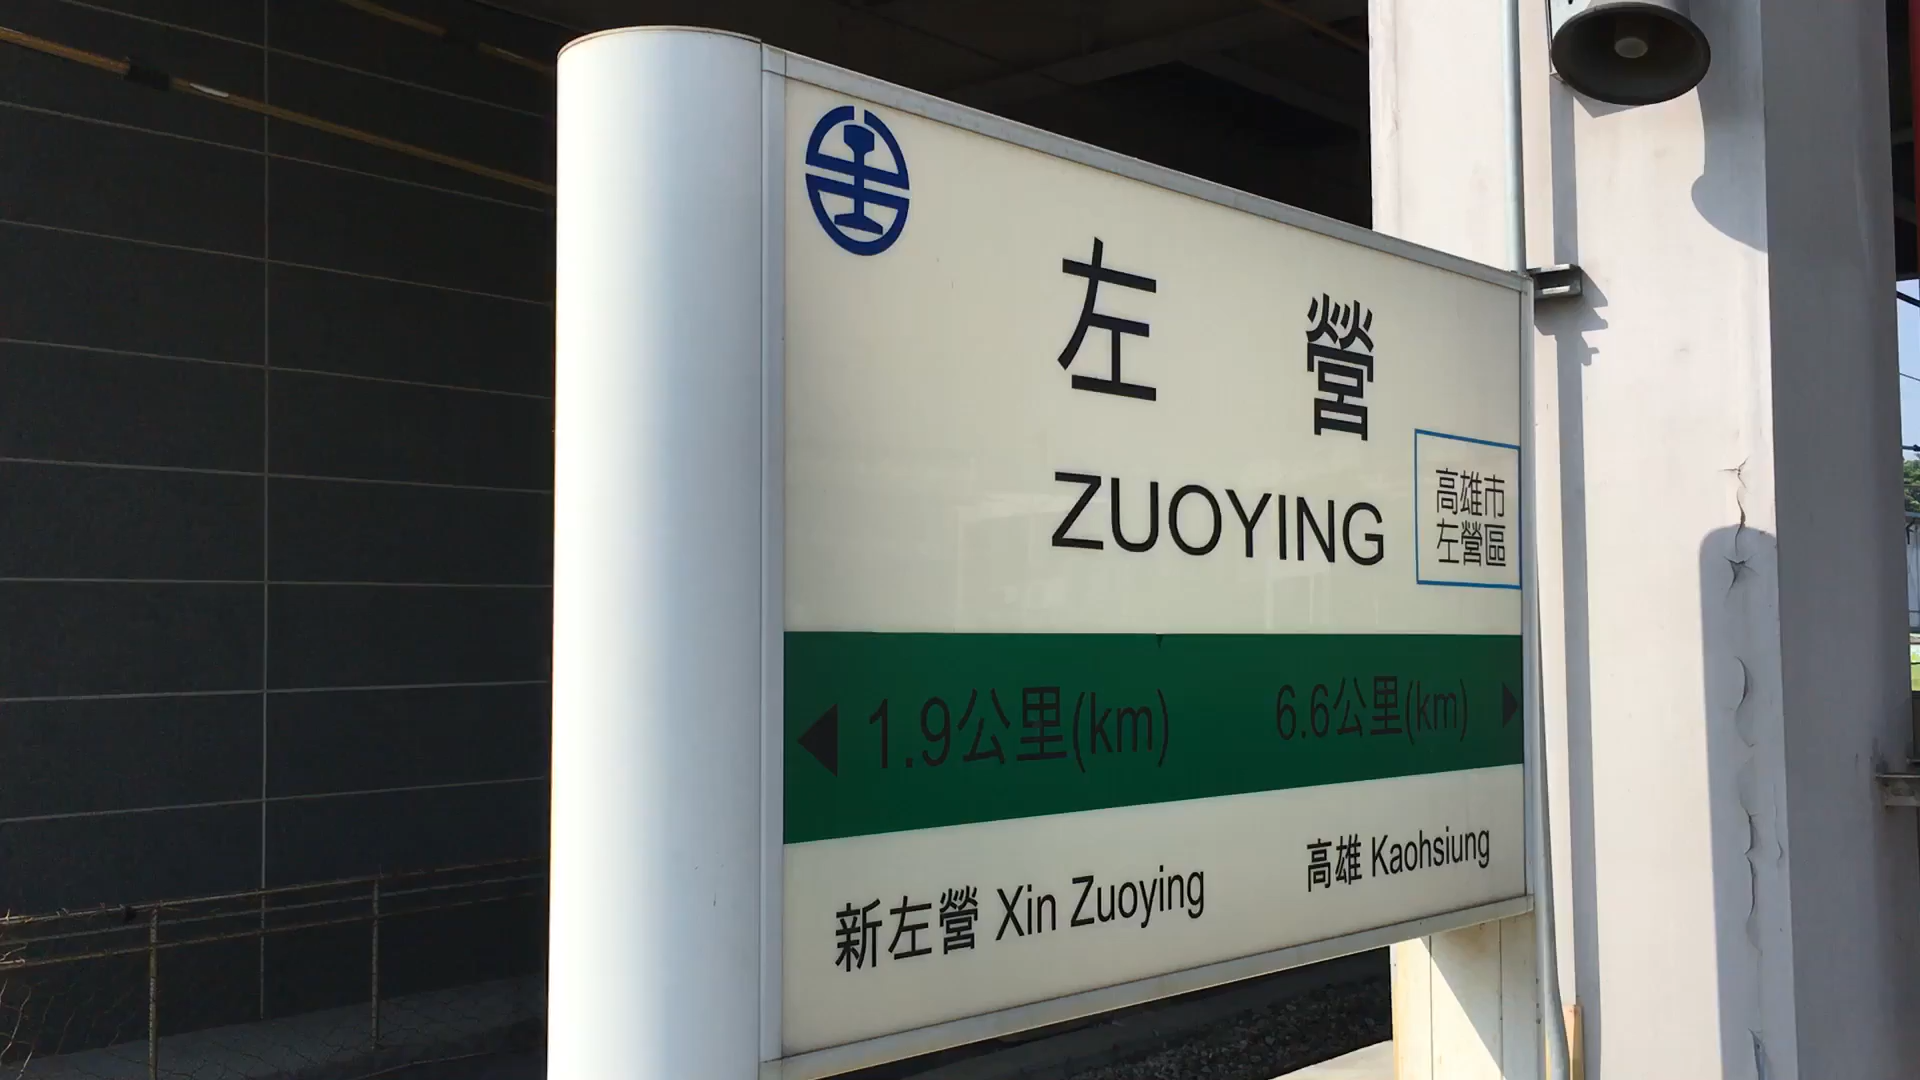 左營
ZUOYING
高雄市
左營區
1.9公里(km)
6.6公里(km)
新左營 Xin Zuoying
高雄 Kaohsiung